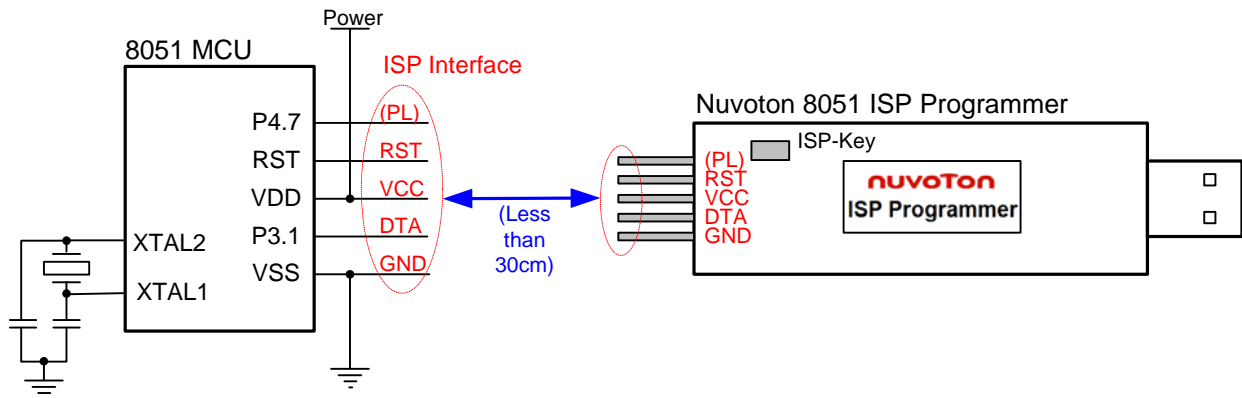 Power
8051 MCU
ISP Interface
P4.7
(PL)
RST
RST
VDD
VCC
P3.1
DTA
VSS
GND
XTAL2
XTAL1
(Less
than
30cm)
Nuvoton 8051 ISP Programmer
ISP-Key
(PL)
RST
VCC
DTA
GND
nuvoTon
ISP Programmer